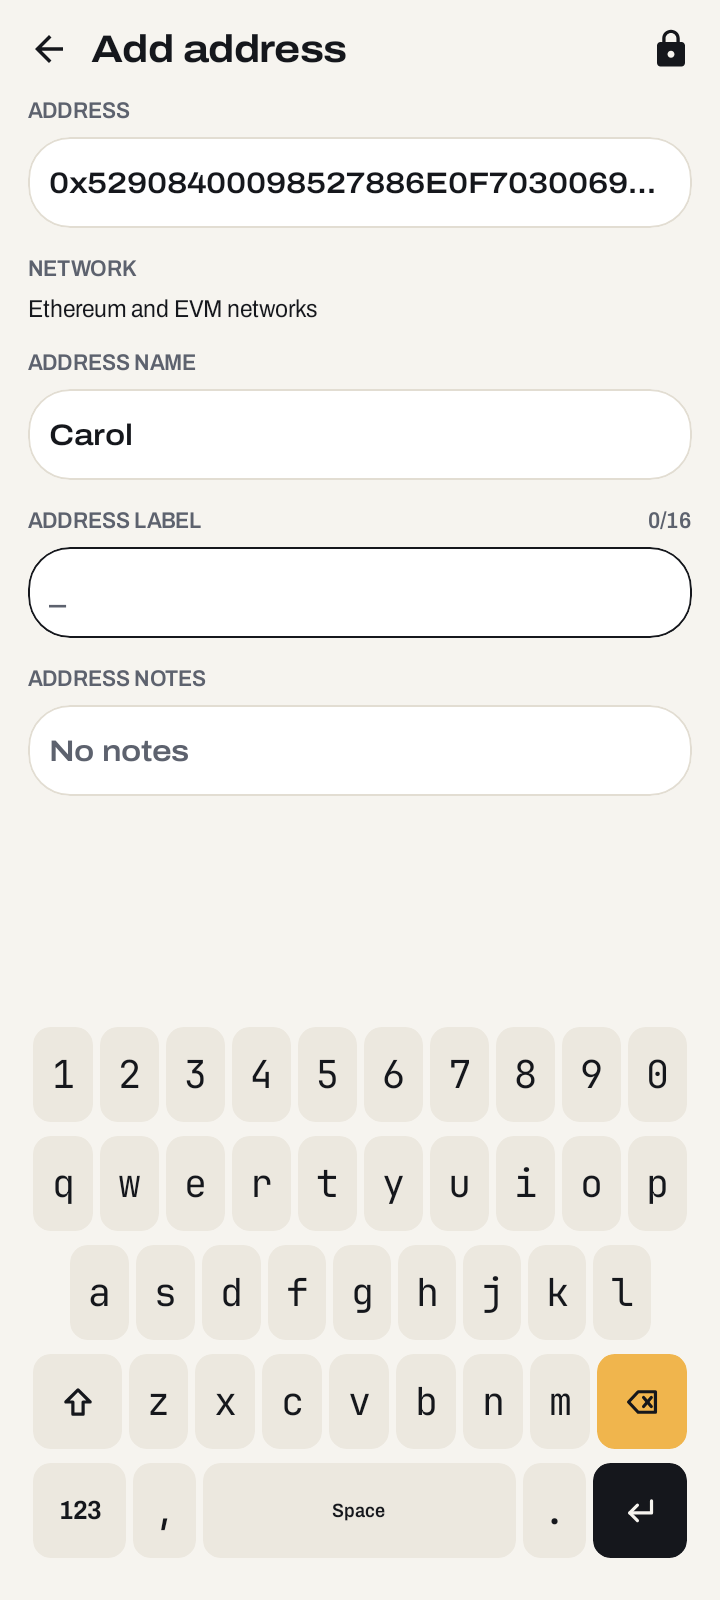 Add address
ADDRESS
0x52908400098527886E0F7030069...
NETWORK
Ethereum and EVM networks
ADDRESS NAME
Carol
ADDRESS LABEL 0/16
_
ADDRESS NOTES
No notes
1 2 3 4 5 6 7 8 9 0
q w e r t y u i o p
a s d f g h j k l
z x c v b n m
123 , Space .